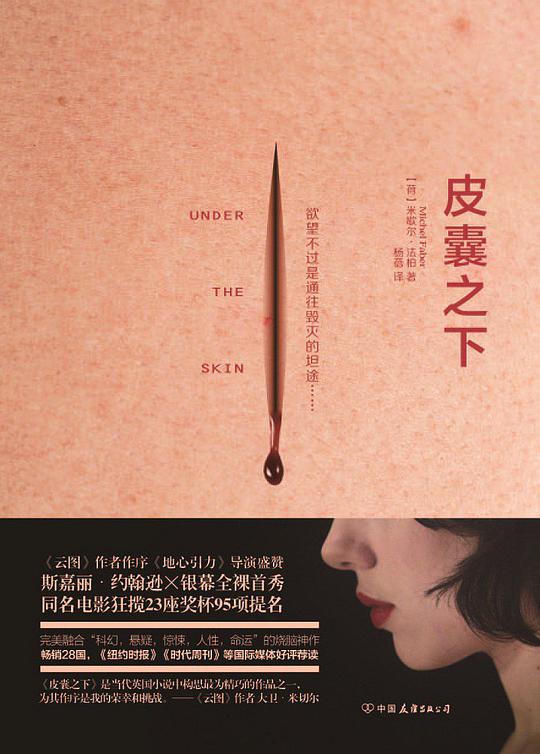 皮囊之下
Michel Faber
【荷】米歇尔·法柏 著
杨蓓 译
欲望不过是通往毁灭的坦途……
UNDER
THE
SKIN
《云图》作者作序《地心引力》导演盛赞
斯嘉丽·约翰逊×银幕全裸首秀
同名电影狂揽23座奖杯95项提名
完美融合“科幻，悬疑，惊悚，人性，命运”的烧脑神作
畅销28国，《纽约时报》《时代周刊》等国际媒体好评荐读
《皮囊之下》是当代英国小说中构思最为精巧的作品之一，
为其作序是我的荣幸和挑战。——《云图》作者 大卫·米切尔
中国友谊出版公司